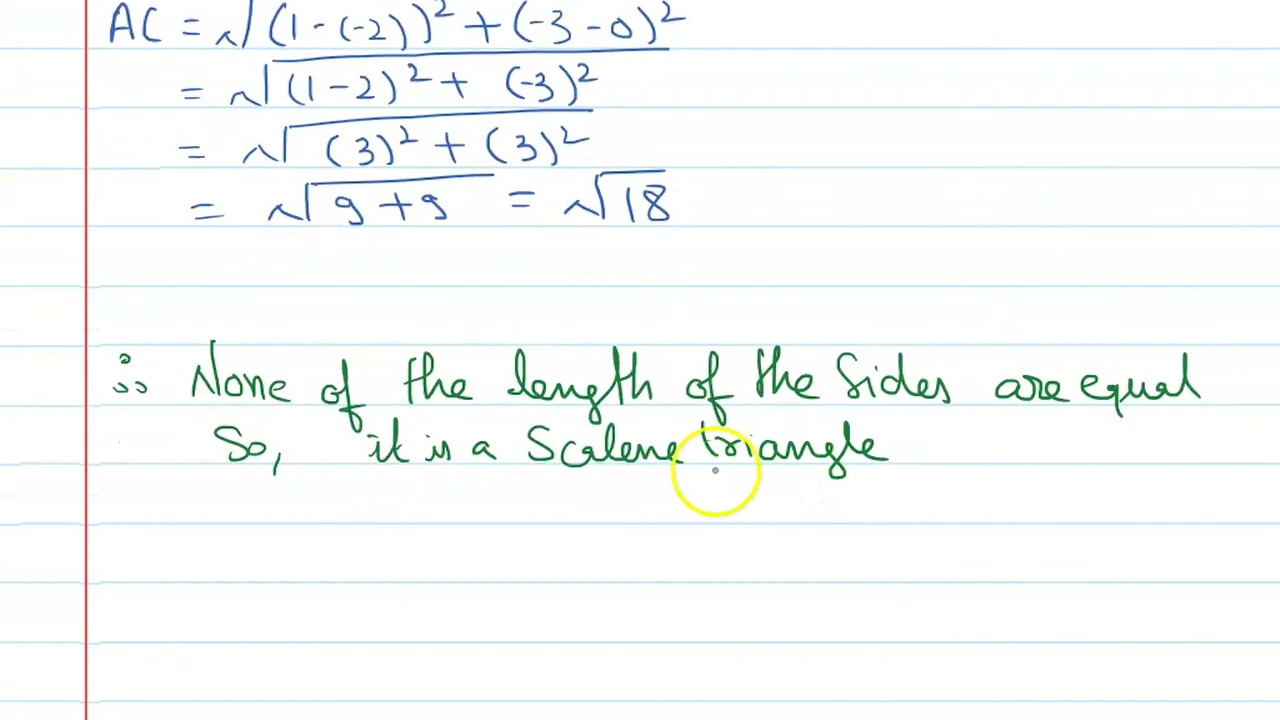 AC = √(1-(-2))² + (-3-0)²
= √(1-2)² + (-3)²
= √(3)² + (3)²
= √9+9 = √18
∴ None of the length of the Sides are equal
So, it is a Scalene triangle